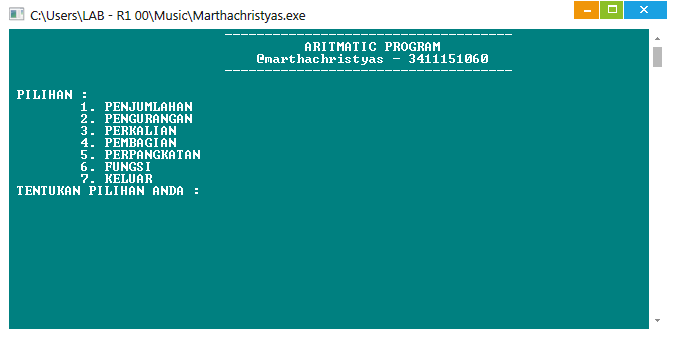 C:\Users\LAB - R1 00\Music\Marthachristyas.exe
------------------------------------
ARITMATIC PROGRAM
@marthachristyas - 3411151060
------------------------------------
PILIHAN :
1. PENJUMLAHAN
2. PENGURANGAN
3. PERKALIAN
4. PEMBAGIAN
5. PERPANGKATAN
6. FUNGSI
7. KELUAR
TENTUKAN PILIHAN ANDA :